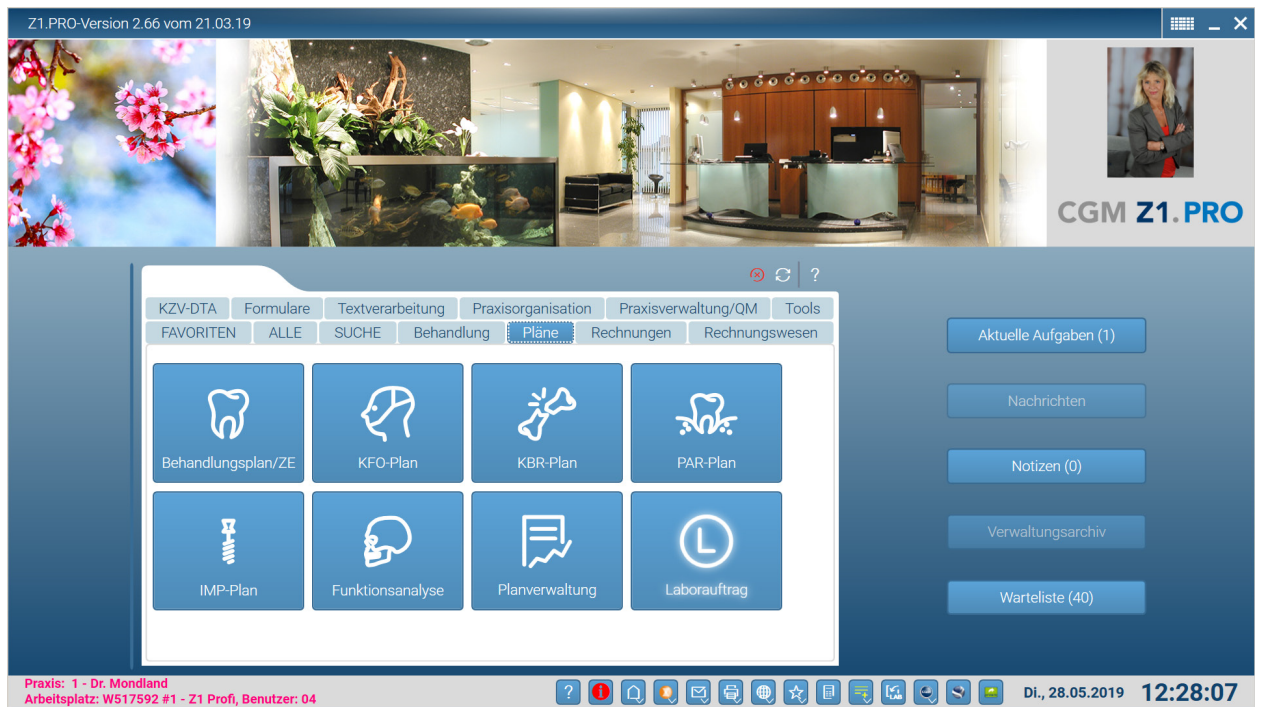 Z1.PRO-Version 2.66 vom 21.03.19
CGM Z1.PRO
?
KZV-DTA Formulare Textverarbeitung Praxisorganisation Praxisverwaltung/QM Tools
FAVORITEN ALLE SUCHE Behandlung Pläne Rechnungen Rechnungswesen
Behandlungsplan/ZE KFO-Plan KBR-Plan PAR-Plan
IMP-Plan Funktionsanalyse Planverwaltung L Laborauftrag
Aktuelle Aufgaben (1)
Nachrichten
Notizen (0)
Verwaltungsarchiv
Warteliste (40)
Praxis: 1 - Dr. Mondland
Arbeitsplatz: W517592 #1 - Z1 Profi, Benutzer: 04
? LAB Di., 28.05.2019 12:28:07